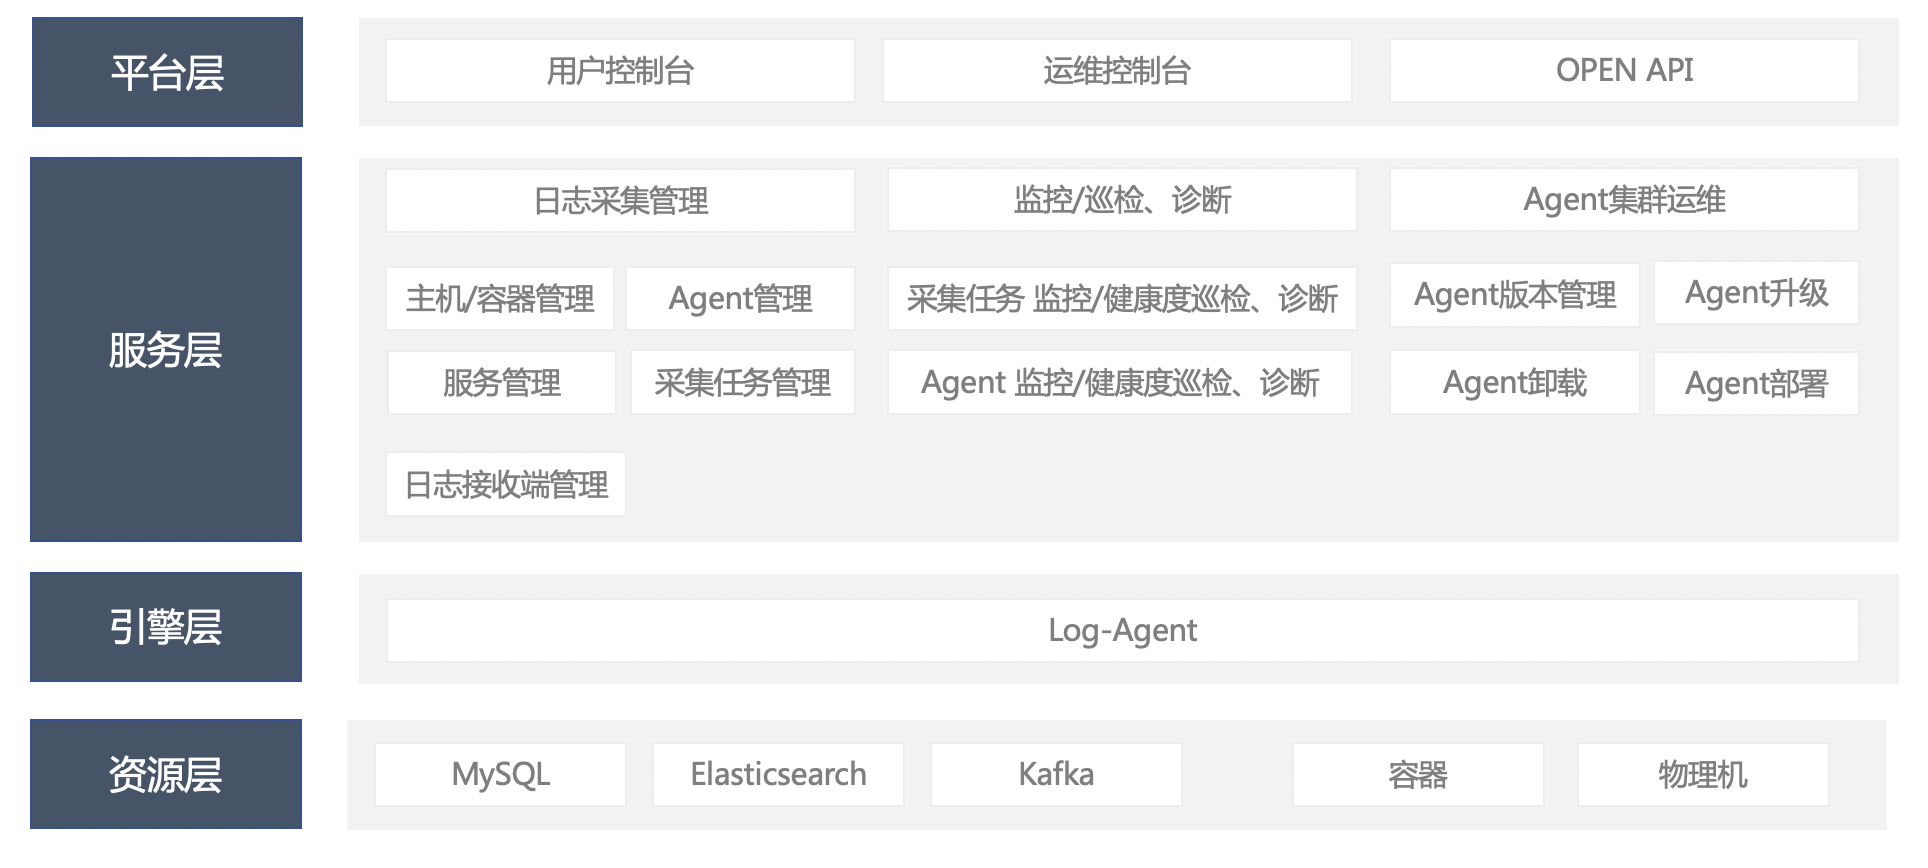 平台层
用户控制台
运维控制台
OPEN API
服务层
日志采集管理
监控/巡检、诊断
Agent集群运维
主机/容器管理
Agent管理
采集任务 监控/健康度巡检、诊断
Agent版本管理
Agent升级
服务管理
采集任务管理
Agent 监控/健康度巡检、诊断
Agent卸载
Agent部署
日志接收端管理
引擎层
Log-Agent
资源层
MySQL
Elasticsearch
Kafka
容器
物理机